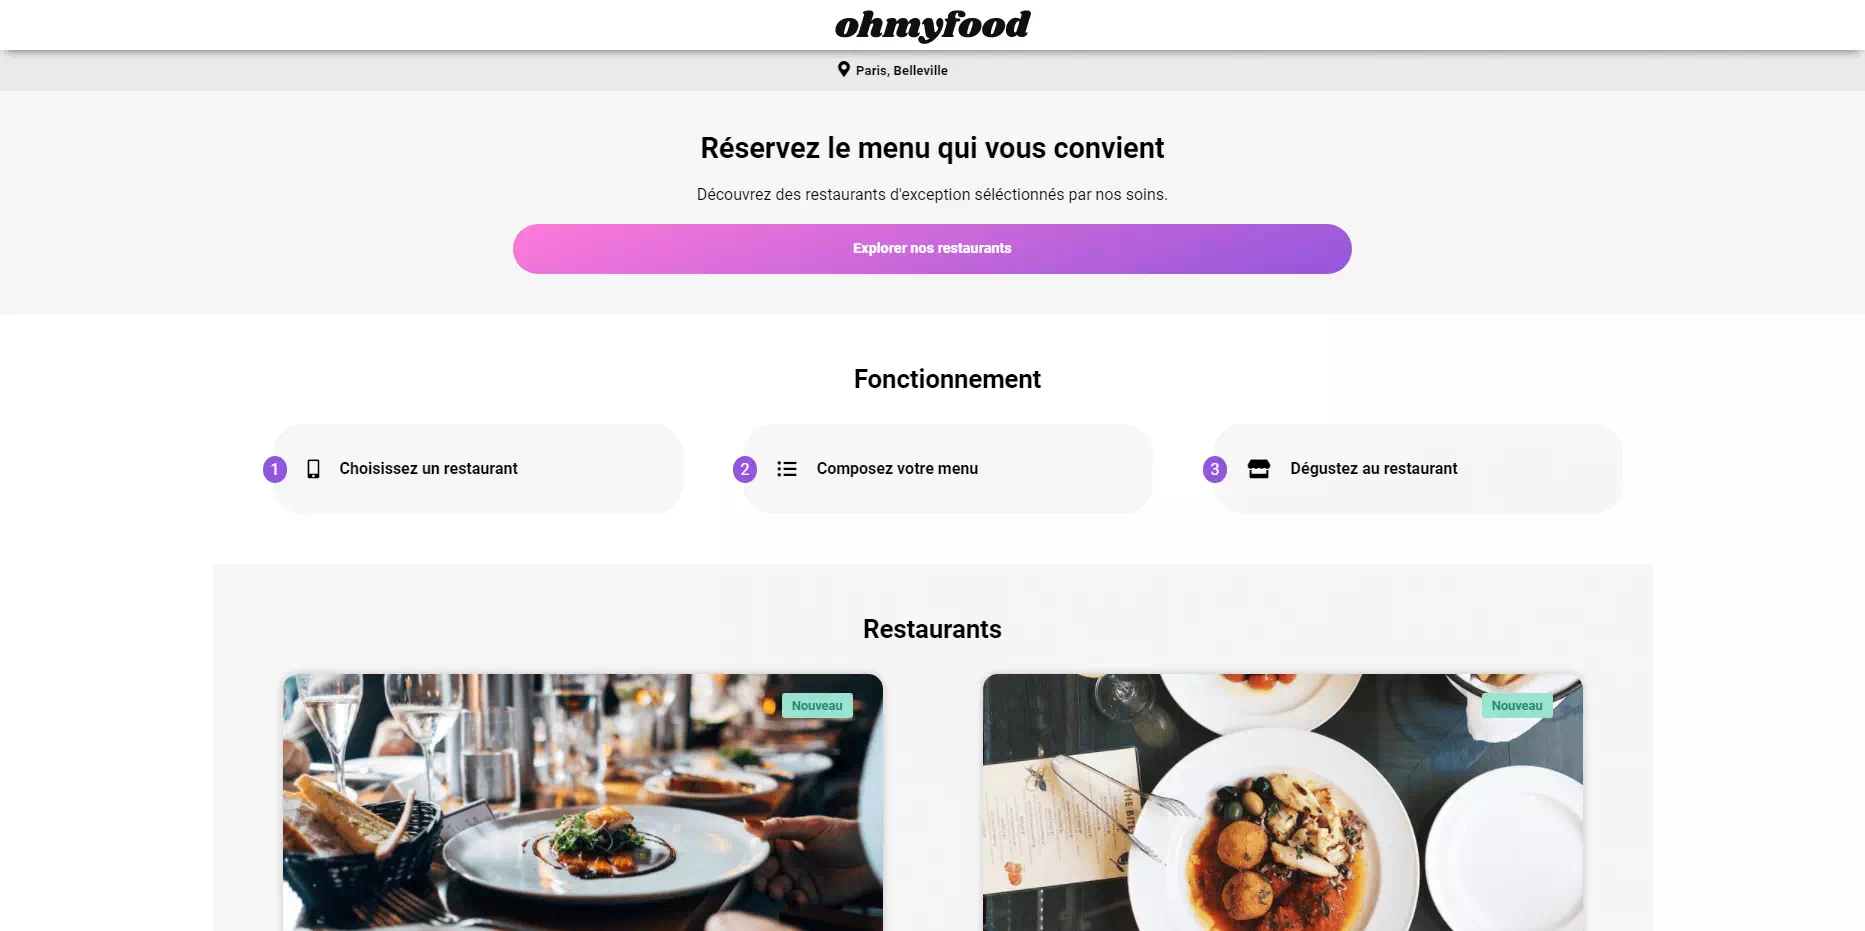 ohmyfood
Paris, Belleville
Réservez le menu qui vous convient
Découvrez des restaurants d'exception séléctionnés par nos soins.
Explorer nos restaurants
Fonctionnement
1 Choisissez un restaurant
2 Composez votre menu
3 Dégustez au restaurant
Restaurants
Nouveau
Nouveau